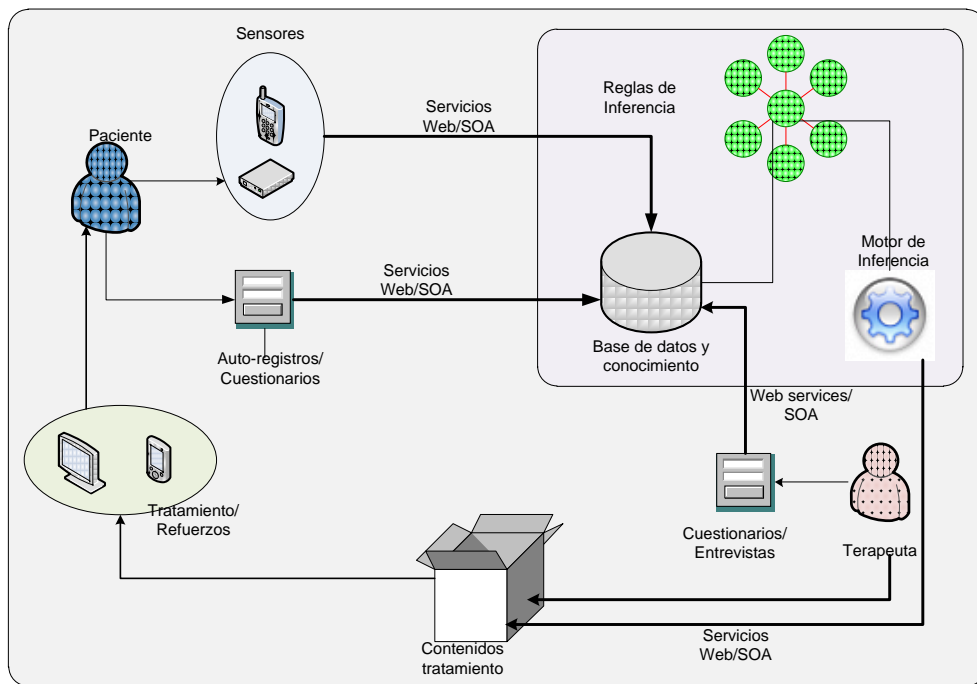 Sensores
Reglas de
Inferencia
Servicios
Web/SOA
Paciente
Motor de
Inferencia
Servicios
Web/SOA
Base de datos y
conocimiento
Auto-registros/
Cuestionarios
Web services/
SOA
Tratamiento/
Refuerzos
Cuestionarios/
Entrevistas
Terapeuta
Contenidos
tratamiento
Servicios
Web/SOA